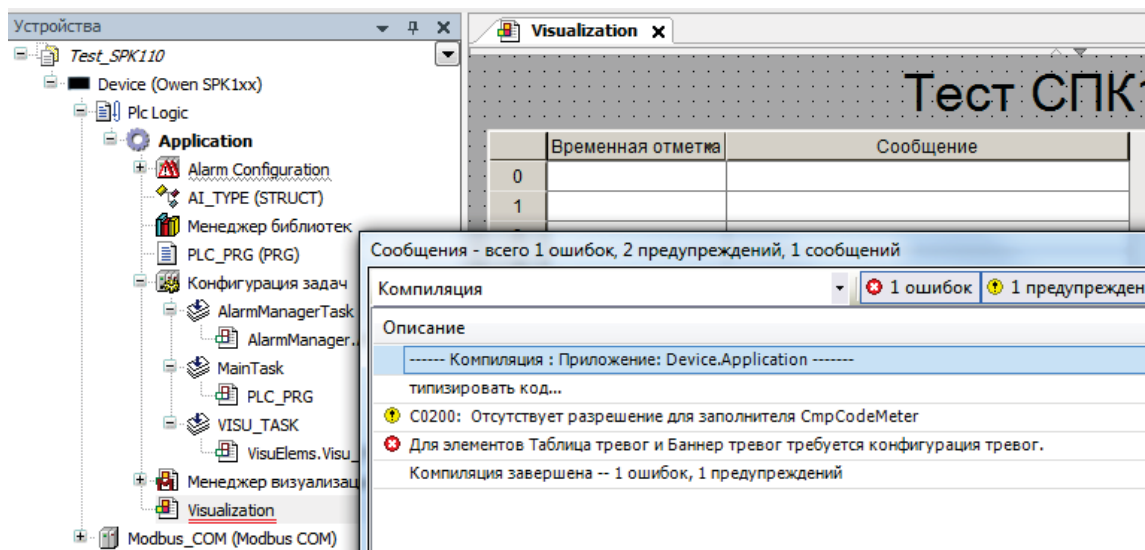 Устройства
Visualization
Test_SPK110
Device (Owen SPK1xx)
Тест СПК1
Plc Logic
Application
Временная отметка
Сообщение
Alarm Configuration
0
AI_TYPE (STRUCT)
1
Менеджер библиотек
PLC_PRG (PRG)
Сообщения - всего 1 ошибок, 2 предупреждений, 1 сообщений
Конфигурация задач
Компиляция
1 ошибок
1 предупрежден
AlarmManagerTask
Описание
AlarmManager.
------ Компиляция : Приложение: Device.Application -------
MainTask
типизировать код...
PLC_PRG
C0200: Отсутствует разрешение для заполнителя CmpCodeMeter
VISU_TASK
Для элементов Таблица тревог и Баннер тревог требуется конфигурация тревог.
VisuElems.Visu_
Компиляция завершена -- 1 ошибок, 1 предупреждений
Менеджер визуализац
Visualization
Modbus_COM (Modbus COM)